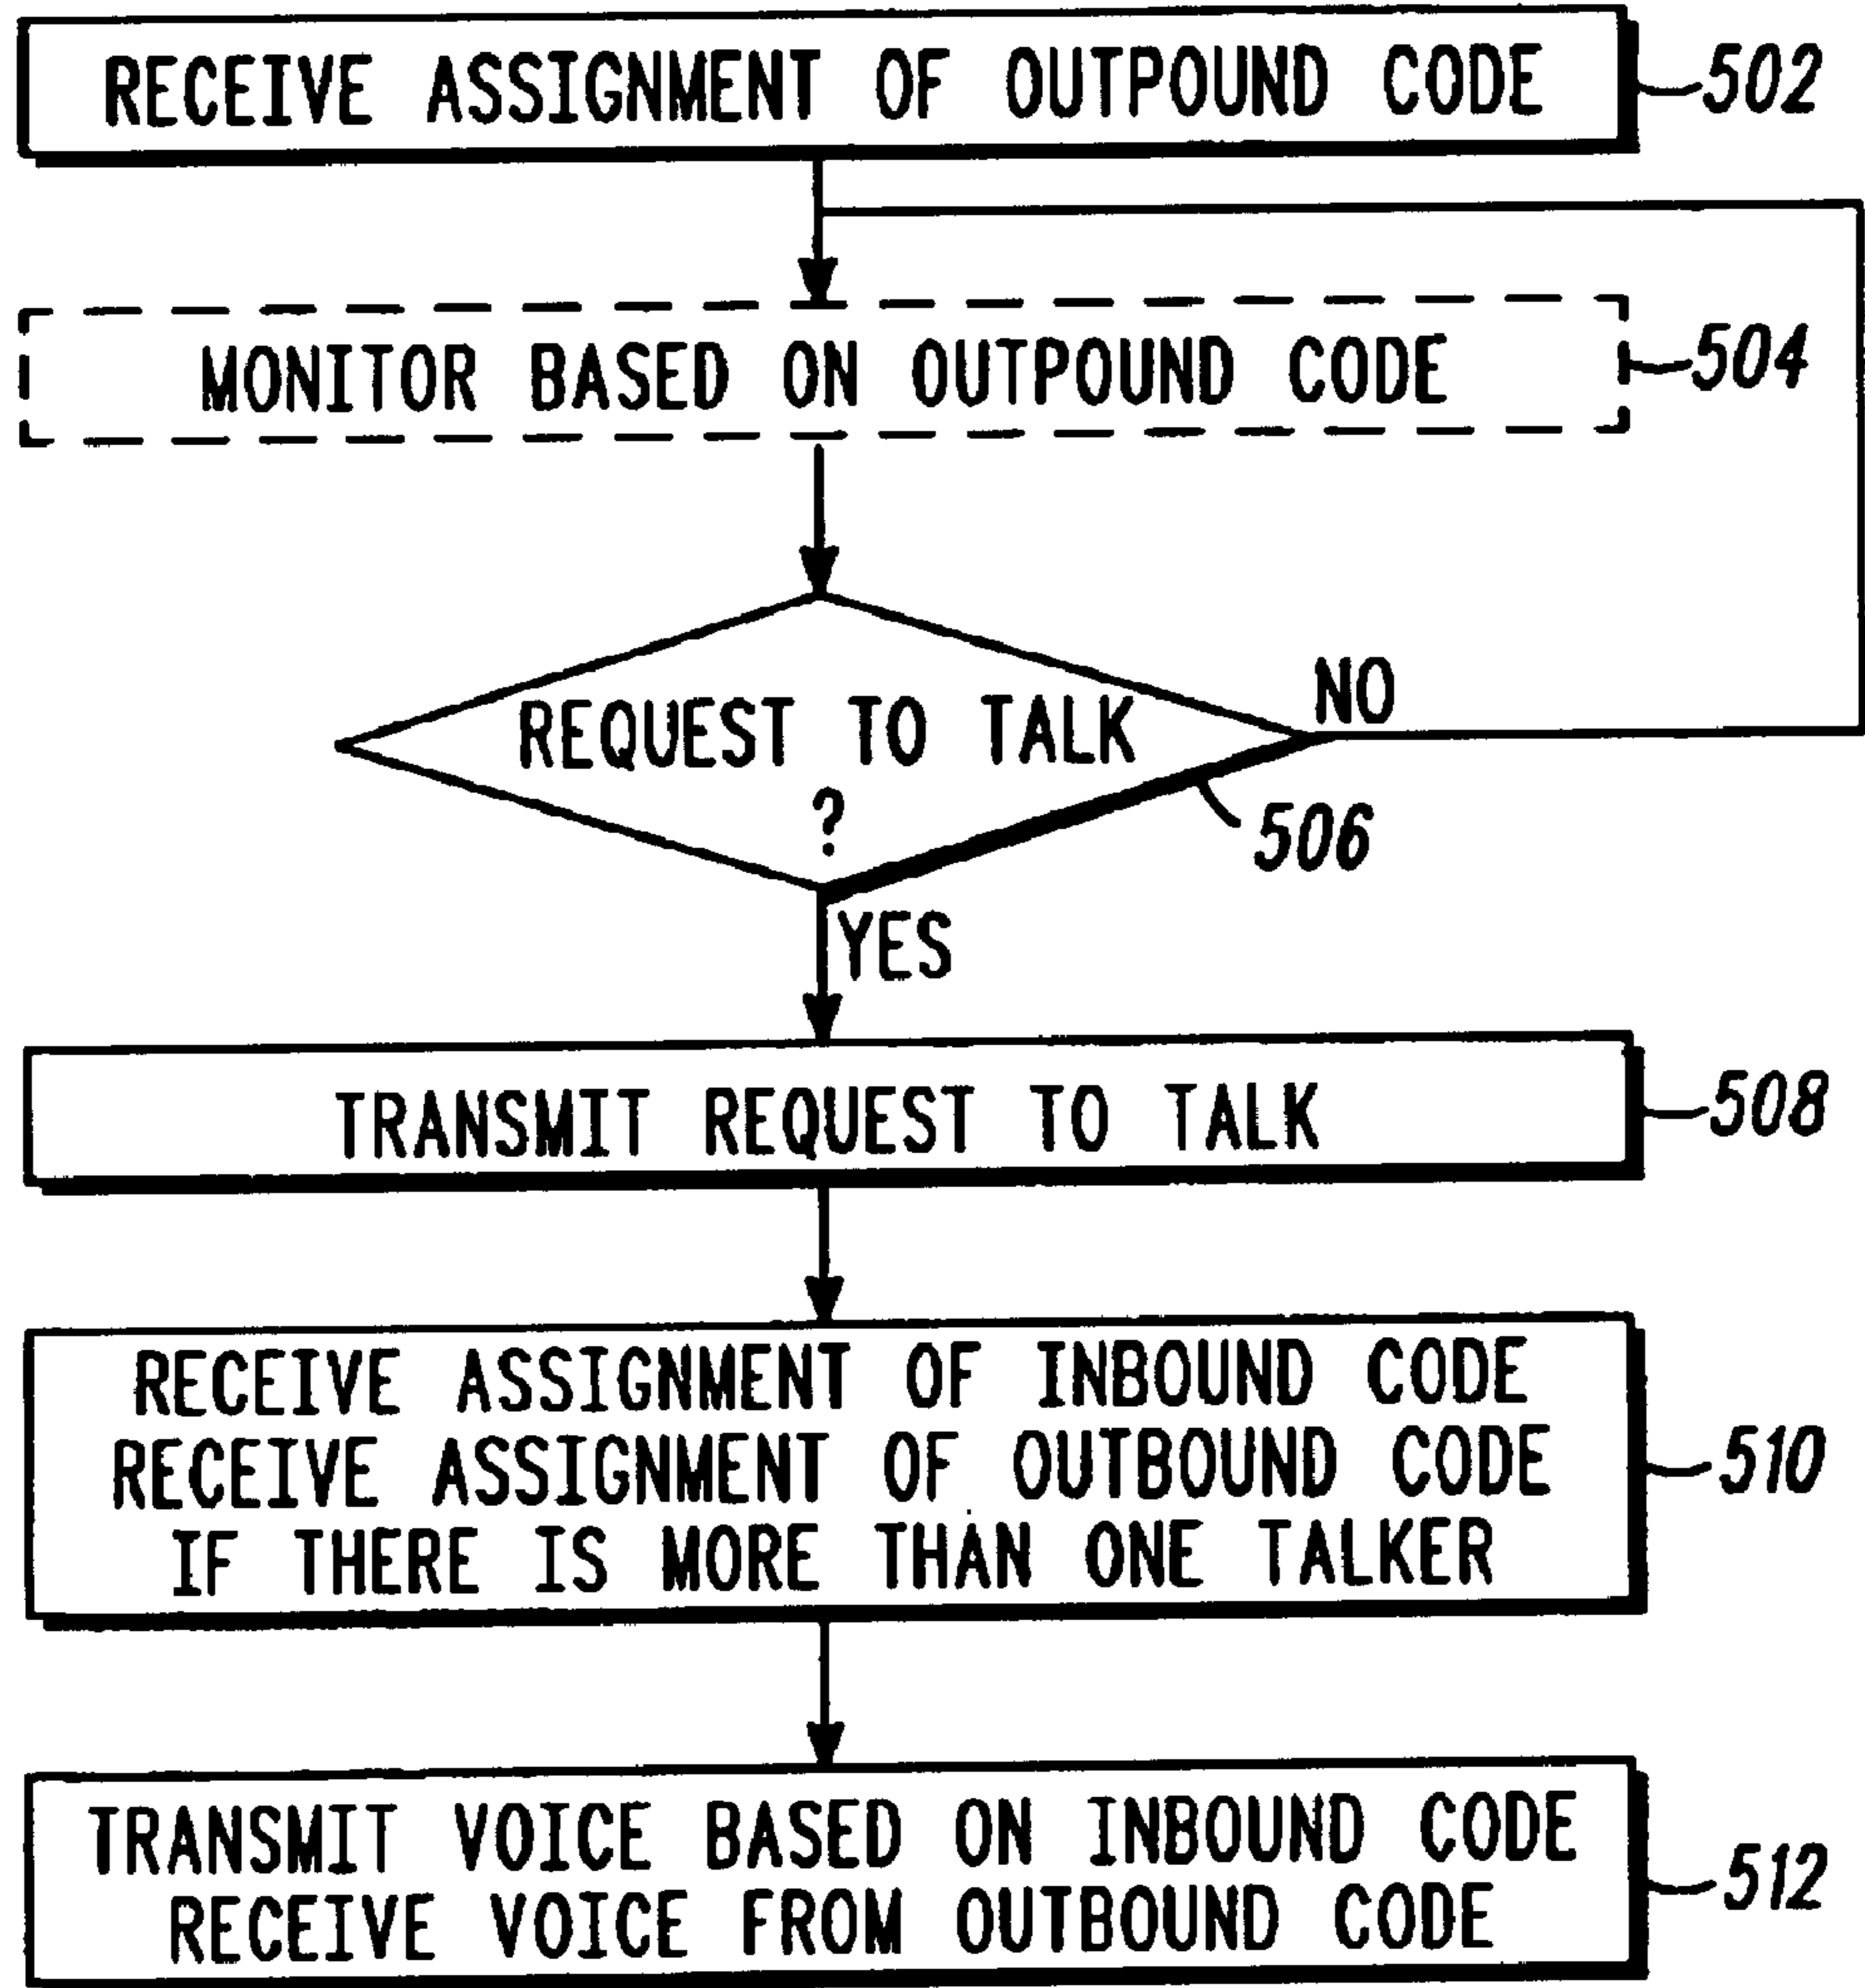 RECEIVE ASSIGNMENT OF OUTPOUND CODE
502
MONITOR BASED ON OUTPOUND CODE
504
REQUEST TO TALK
?
NO
506
YES
TRANSMIT REQUEST TO TALK
508
RECEIVE ASSIGNMENT OF INBOUND CODE
RECEIVE ASSIGNMENT OF OUTBOUND CODE
IF THERE IS MORE THAN ONE TALKER
510
TRANSMIT VOICE BASED ON INBOUND CODE
RECEIVE VOICE FROM OUTBOUND CODE
512